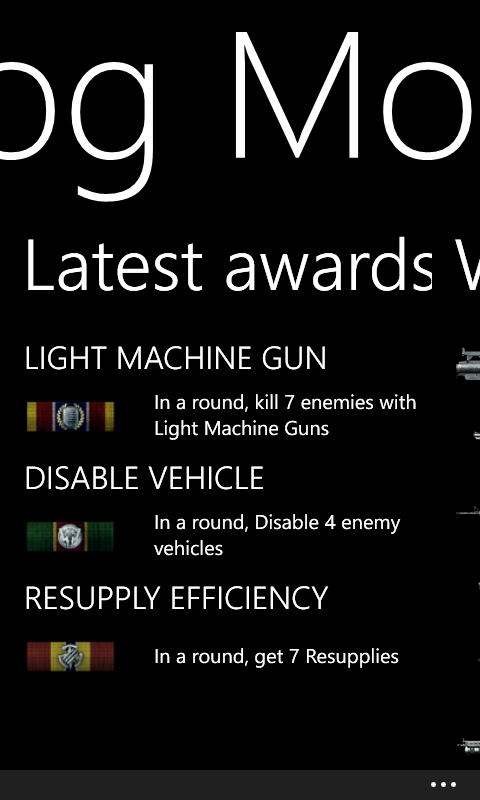 og Mo
Latest awards W
LIGHT MACHINE GUN
In a round, kill 7 enemies with
Light Machine Guns
DISABLE VEHICLE
In a round, Disable 4 enemy
vehicles
RESUPPLY EFFICIENCY
In a round, get 7 Resupplies